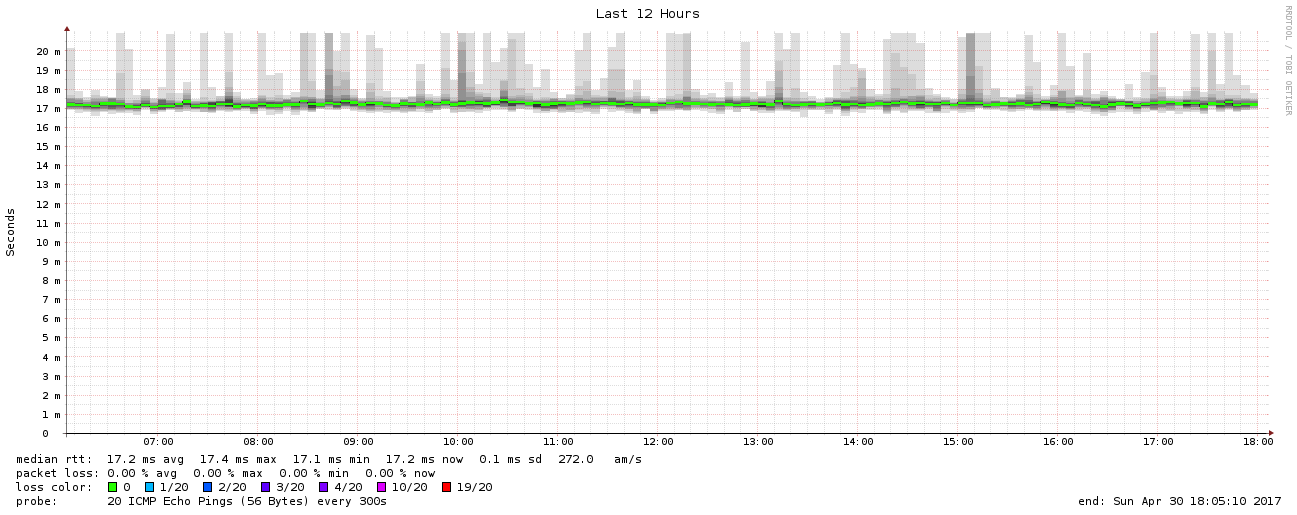 Last 12 Hours
RRDTOOL / TOBI OETIKER
Seconds
20 m
19 m
18 m
17 m
16 m
15 m
14 m
13 m
12 m
11 m
10 m
9 m
8 m
7 m
6 m
5 m
4 m
3 m
2 m
1 m
0
07:00 08:00 09:00 10:00 11:00 12:00 13:00 14:00 15:00 16:00 17:00 18:00
median rtt: 17.2 ms avg 17.4 ms max 17.1 ms min 17.2 ms now 0.1 ms sd 272.0 am/s
packet loss: 0.00 % avg 0.00 % max 0.00 % min 0.00 % now
loss color: 0 1/20 2/20 3/20 4/20 10/20 19/20
probe: 20 ICMP Echo Pings (56 Bytes) every 300s end: Sun Apr 30 18:05:10 2017